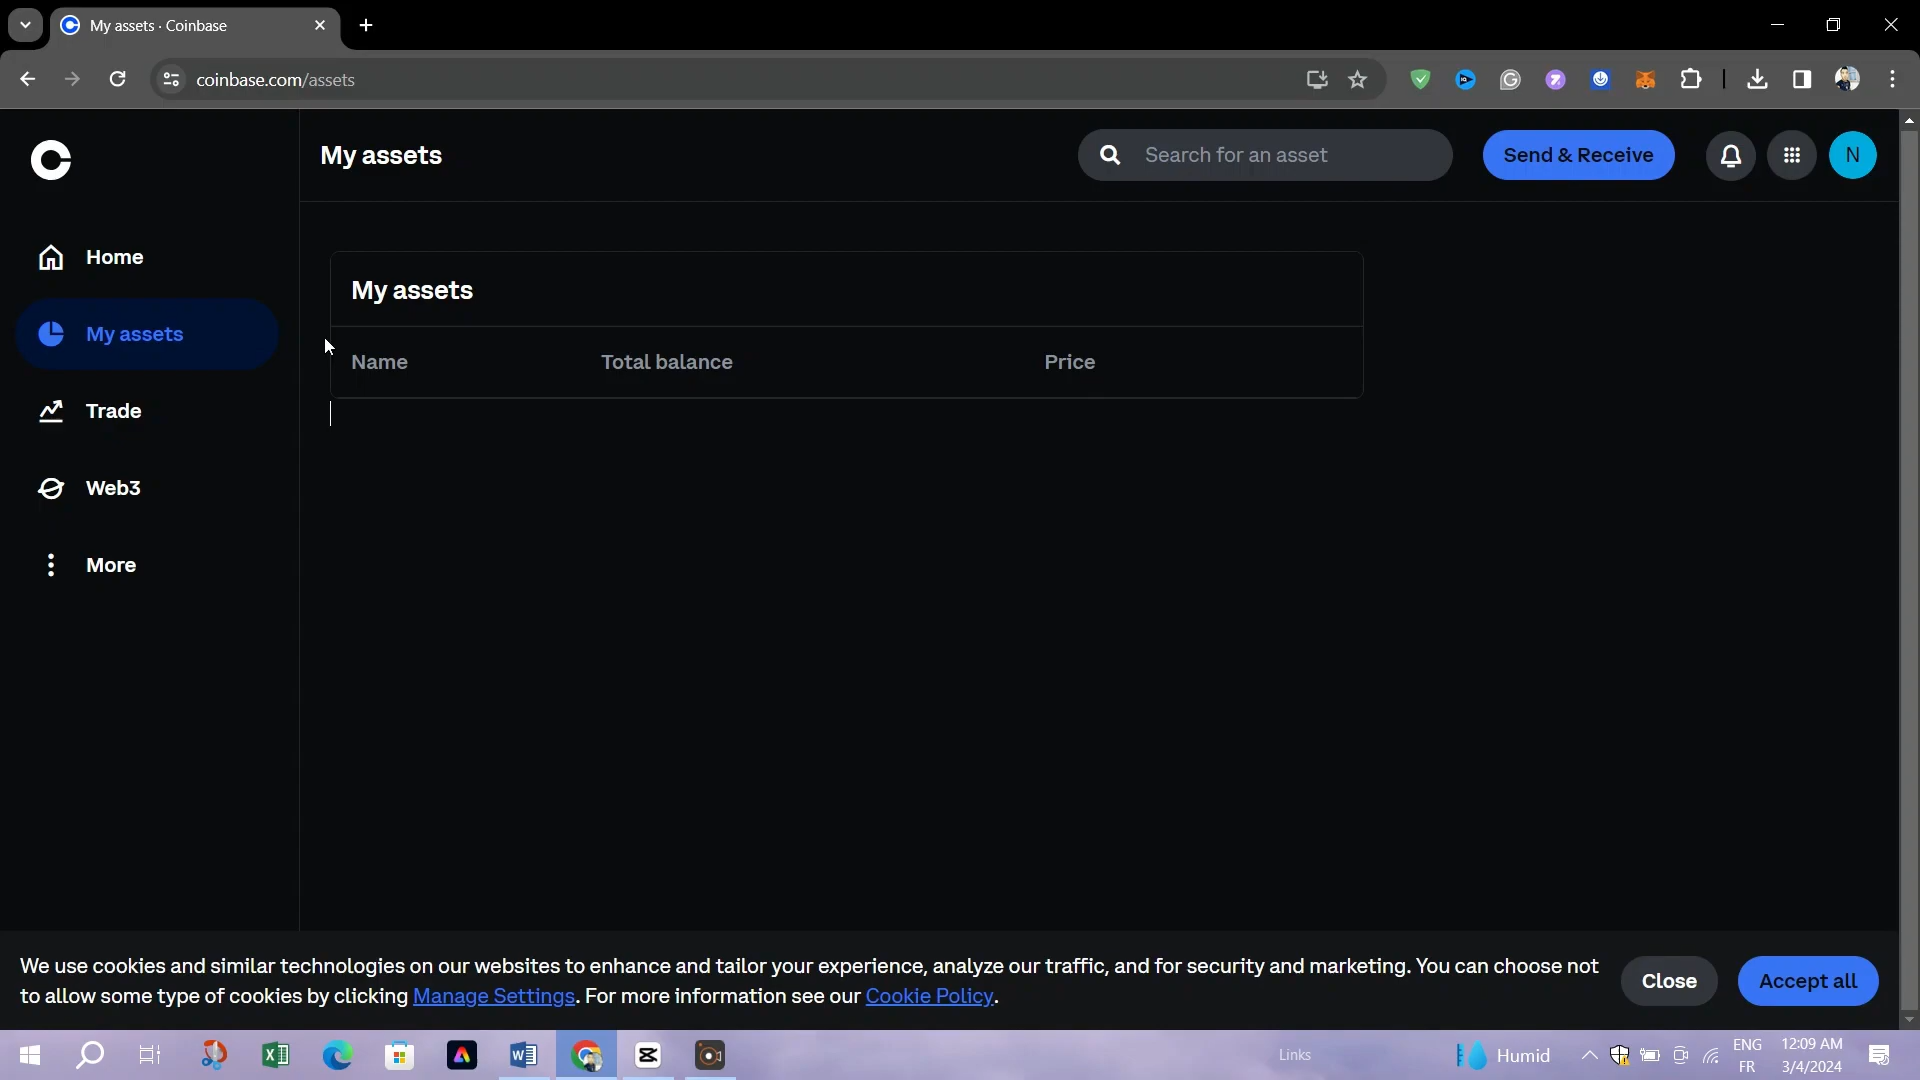 My assets · Coinbase
coinbase.com/assets
My assets
Search for an asset
Send & Receive
N
Home
My assets
Trade
Web3
More
My assets
Name Total balance Price
We use cookies and similar technologies on our websites to enhance and tailor your experience, analyze our traffic, and for security and marketing. You can choose not
to allow some type of cookies by clicking Manage Settings. For more information see our Cookie Policy.
Close
Accept all
Links
Humid
ENG
FR
12:09 AM
3/4/2024